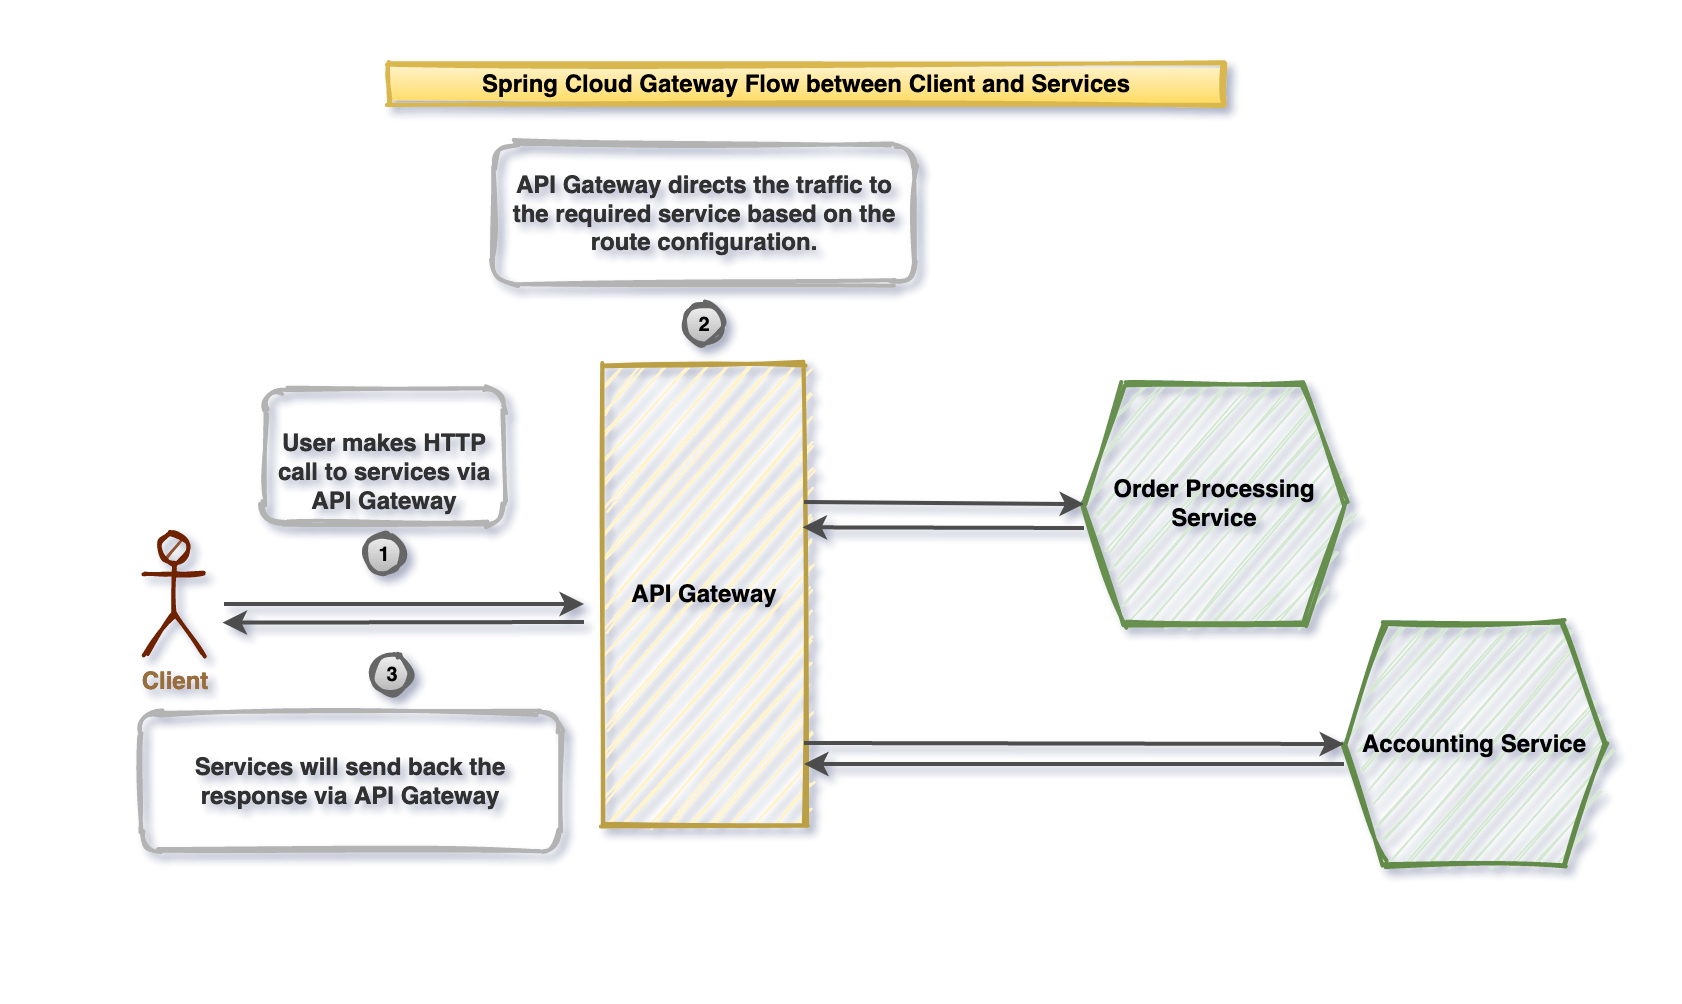 Spring Cloud Gateway Flow between Client and Services
API Gateway directs the traffic to
the required service based on the
route configuration.
2
User makes HTTP
call to services via
API Gateway
1
Order Processing
Service
API Gateway
Client
3
Accounting Service
Services will send back the
response via API Gateway